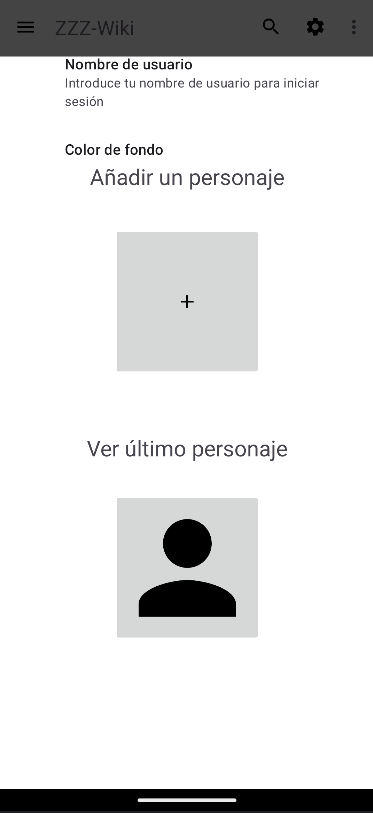 ZZZ-Wiki
Nombre de usuario
Introduce tu nombre de usuario para iniciar
sesión
Color de fondo
Añadir un personaje
+
Ver último personaje